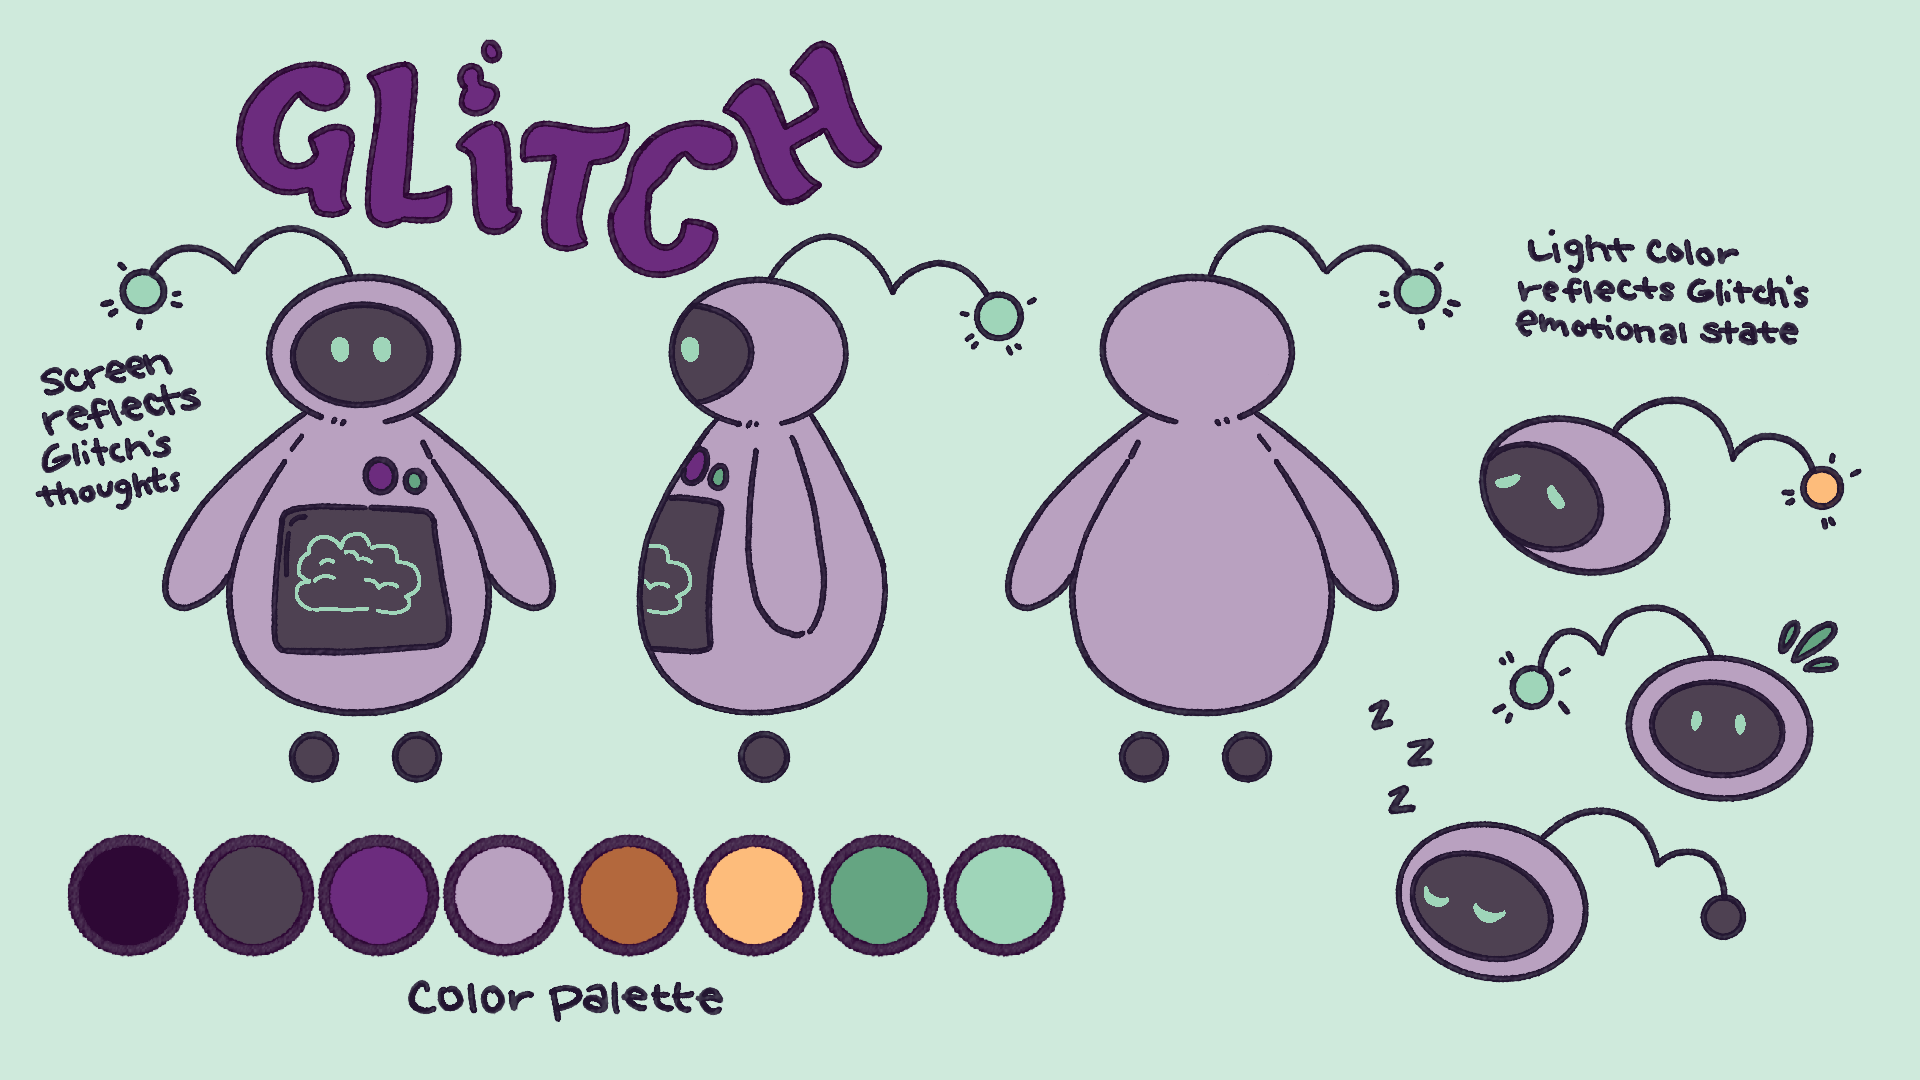 GLiTCH
Screen
reflects
Glitch's
thoughts
Light Color
reflects Glitch's
emotional state
z
z
z
Color palette